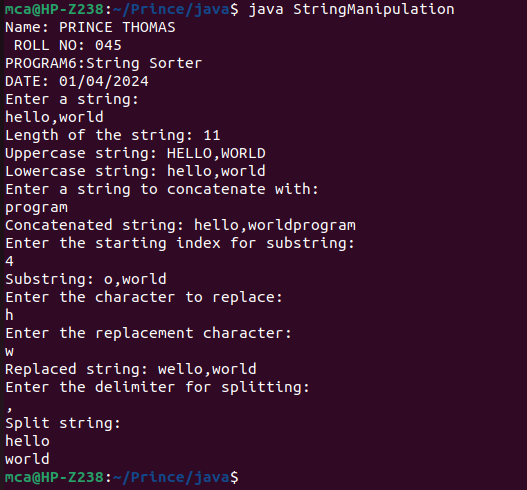 mca@HP-Z238:~/Prince/java$ java StringManipulation
Name: PRINCE THOMAS
 ROLL NO: 045
PROGRAM6:String Sorter
DATE: 01/04/2024
Enter a string:
hello,world
Length of the string: 11
Uppercase string: HELLO,WORLD
Lowercase string: hello,world
Enter a string to concatenate with:
program
Concatenated string: hello,worldprogram
Enter the starting index for substring:
4
Substring: o,world
Enter the character to replace:
h
Enter the replacement character:
w
Replaced string: wello,world
Enter the delimiter for splitting:
,
Split string:
hello
world
mca@HP-Z238:~/Prince/java$